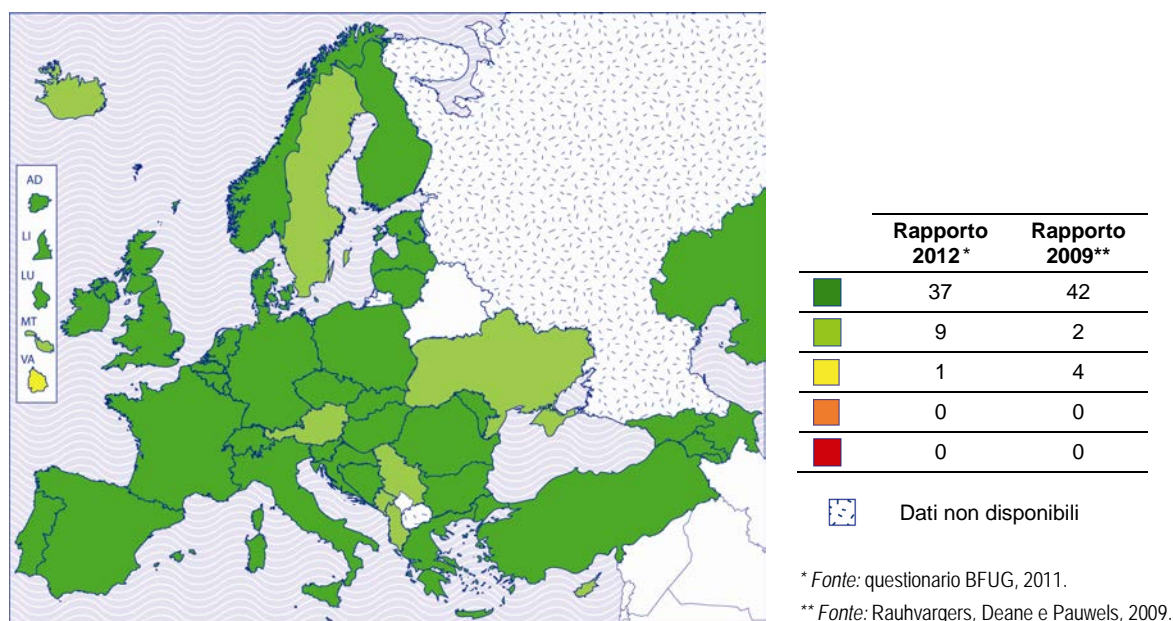 AD
LI
LU
MT
VA
Rapporto 2012 * Rapporto 2009**
37 42
9 2
1 4
0 0
0 0
Dati non disponibili
* Fonte: questionario BFUG, 2011.
** Fonte: Rauhvargers, Deane e Pauwels, 2009.